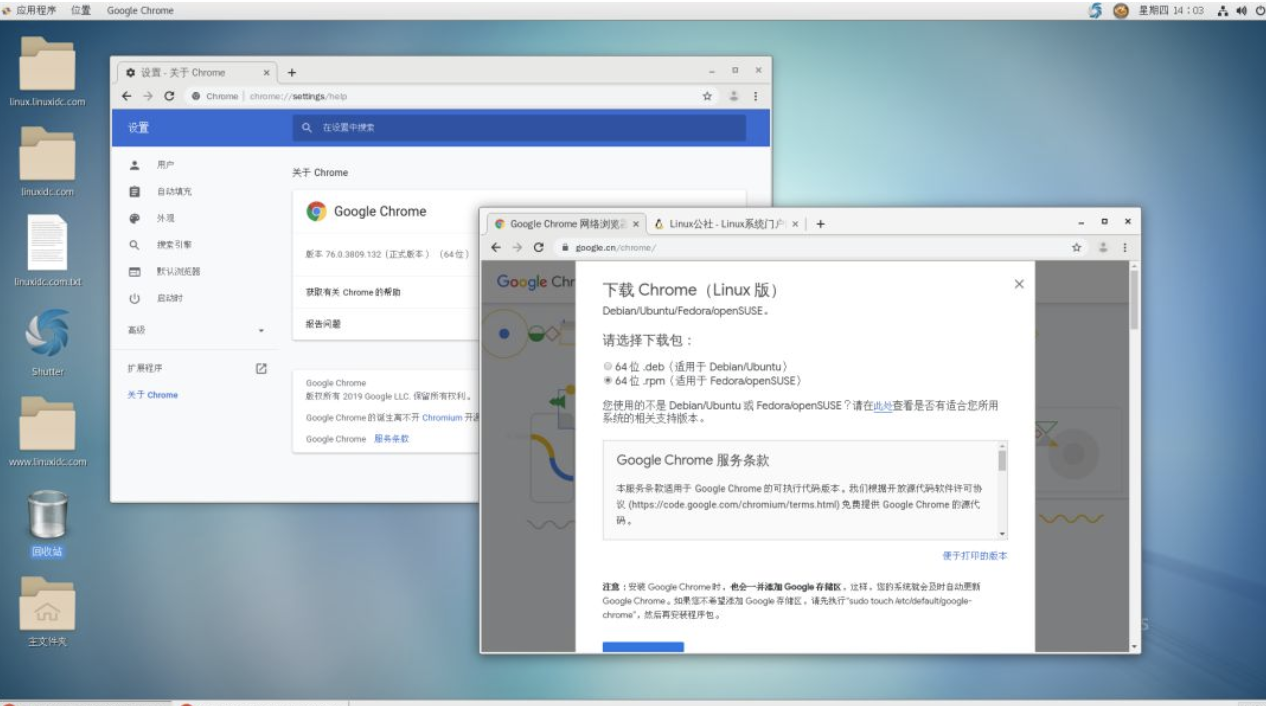 应用程序 位置 Google Chrome
星期四 14:03
linux.linuxidc.com
linuxidc.com
linuxidc.com.txt
Shutter
www.linuxidc.com
回收站
主文件夹
设置 - 关于 Chrome
Chrome | chrome://settings/help
设置
在设置中搜索
用户
自动填充
外观
搜索引擎
默认浏览器
启动时
高级
扩展程序
关于 Chrome
关于 Chrome
Google Chrome
版本 76.0.3809.132（正式版本）（64 位）
获取有关 Chrome 的帮助
报告问题
Google Chrome
版权所有 2019 Google LLC. 保留所有权利。
Google Chrome 的诞生离不开 Chromium 开源
Google Chrome 服务条款
Google Chrome 网络浏览器
Linux公社 - Linux系统门户
google.cn/chrome/
Google Chr
下载 Chrome（Linux 版）
Debian/Ubuntu/Fedora/openSUSE。
请选择下载包：
64 位 .deb（适用于 Debian/Ubuntu）
64 位 .rpm（适用于 Fedora/openSUSE）
您使用的不是 Debian/Ubuntu 或 Fedora/openSUSE？请在此处查看是否有适合您所用
系统的相关支持版本。
Google Chrome 服务条款
本服务条款适用于 Google Chrome 的可执行代码版本。我们根据开放源代码软件许可协
议 (https://code.google.com/chromium/terms.html) 免费提供 Google Chrome 的源代
码。
便于打印的版本
注意：安装 Google Chrome 时，也会一并添加 Google 存储区，这样，您的系统就会及时自动更新
Google Chrome。如果您不希望添加 Google 存储区，请先执行"sudo touch /etc/default/google-
chrome"，然后再安装程序包。